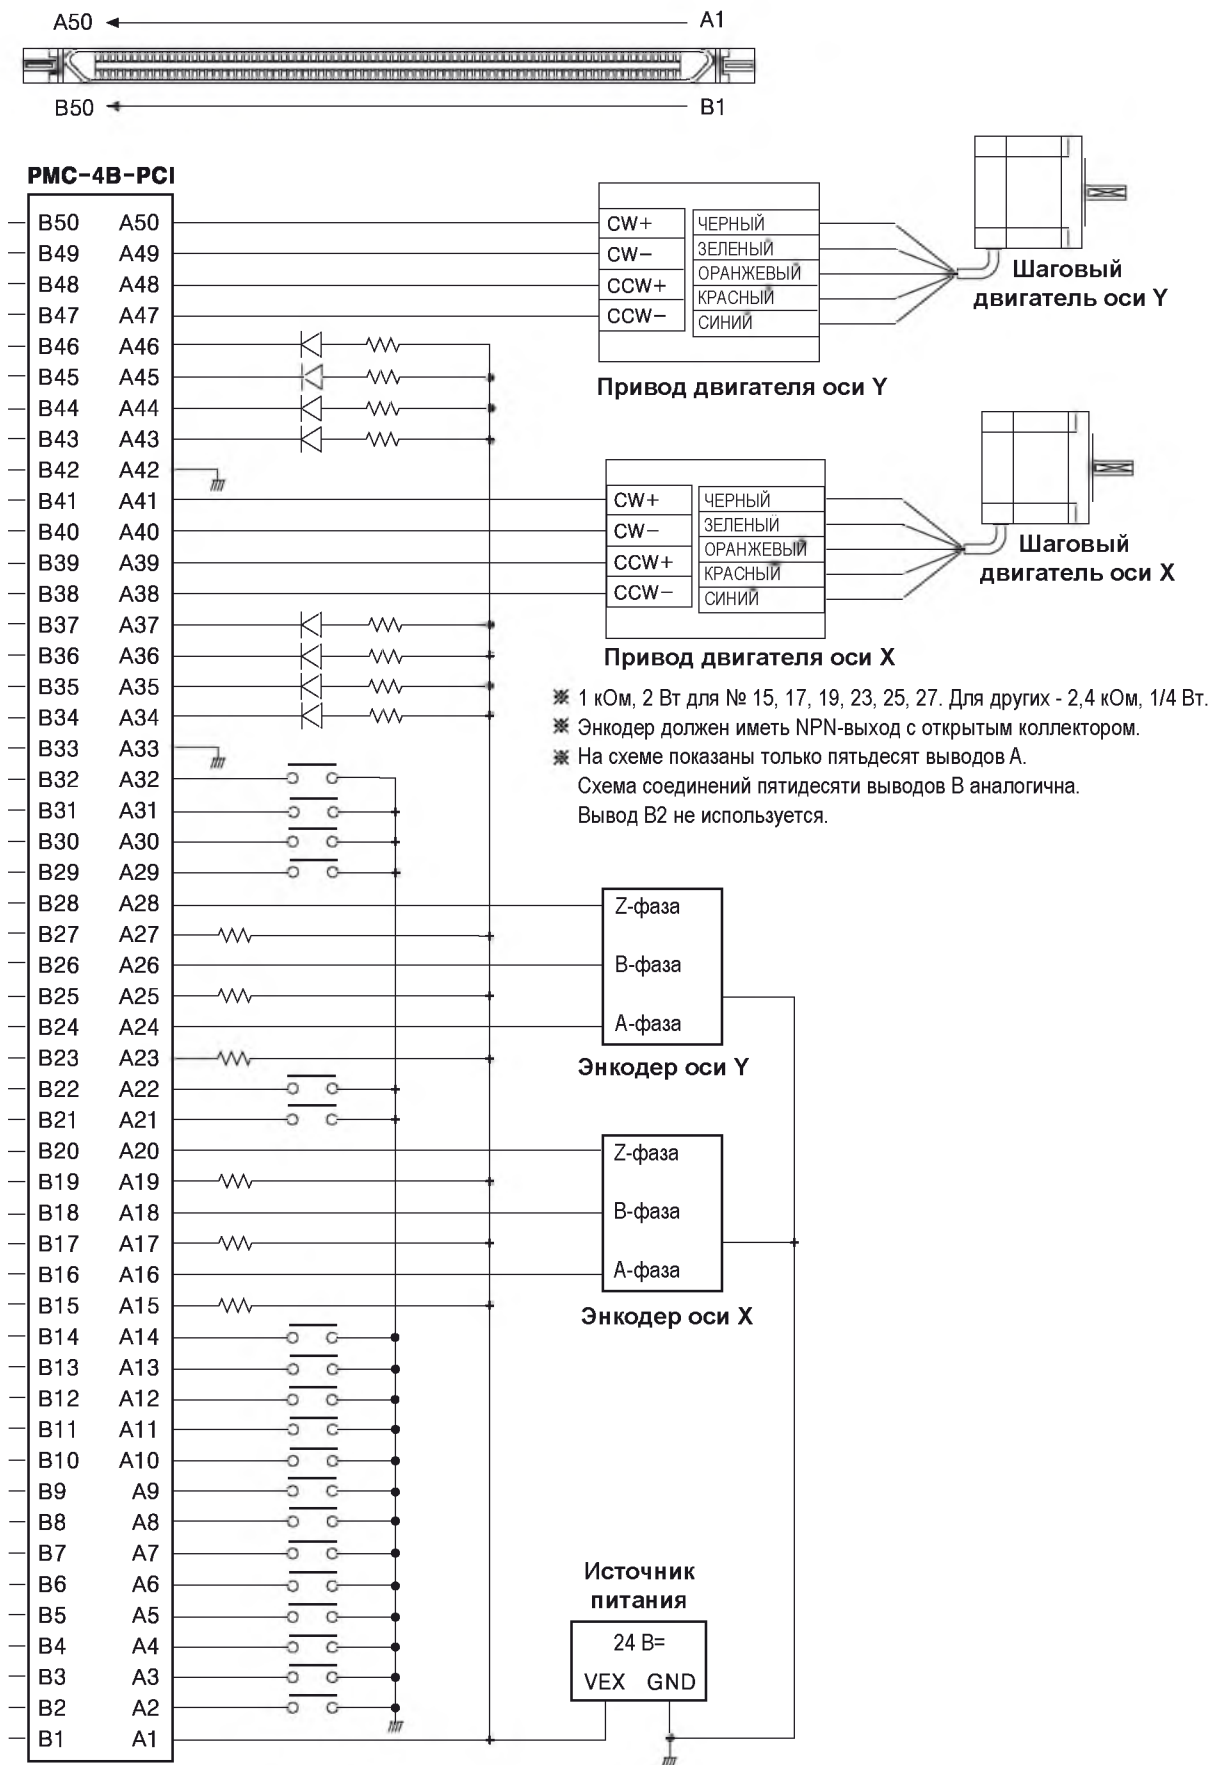 A50 A1
B50 B1
PMC-4B-PCI
B50 A50
B49 A49
B48 A48
B47 A47
B46 A46
B45 A45
B44 A44
B43 A43
B42 A42
B41 A41
B40 A40
B39 A39
B38 A38
B37 A37
B36 A36
B35 A35
B34 A34
B33 A33
B32 A32
B31 A31
B30 A30
B29 A29
B28 A28
B27 A27
B26 A26
B25 A25
B24 A24
B23 A23
B22 A22
B21 A21
B20 A20
B19 A19
B18 A18
B17 A17
B16 A16
B15 A15
B14 A14
B13 A13
B12 A12
B11 A11
B10 A10
B9 A9
B8 A8
B7 A7
B6 A6
B5 A5
B4 A4
B3 A3
B2 A2
B1 A1
CW+ ЧЕРНЫЙ
CW− ЗЕЛЕНЫЙ
ОРАНЖЕВЫЙ
CCW+
КРАСНЫЙ
CCW− СИНИЙ
Шаговый
двигатель оси Y
Привод двигателя оси Y
CW+ ЧЕРНЫЙ
CW− ЗЕЛЕНЫЙ
ОРАНЖЕВЫЙ
CCW+
КРАСНЫЙ
CCW− СИНИЙ
Шаговый
двигатель оси X
Привод двигателя оси X
※ 1 кОм, 2 Вт для № 15, 17, 19, 23, 25, 27. Для других - 2,4 кОм, 1/4 Вт.
※ Энкодер должен иметь NPN-выход с открытым коллектором.
※ На схеме показаны только пятьдесят выводов А.
Схема соединений пятидесяти выводов В аналогична.
Вывод В2 не используется.
Z-фаза
В-фаза
А-фаза
Энкодер оси Y
Z-фаза
В-фаза
А-фаза
Энкодер оси X
Источник
питания
24 В=
VEX GND